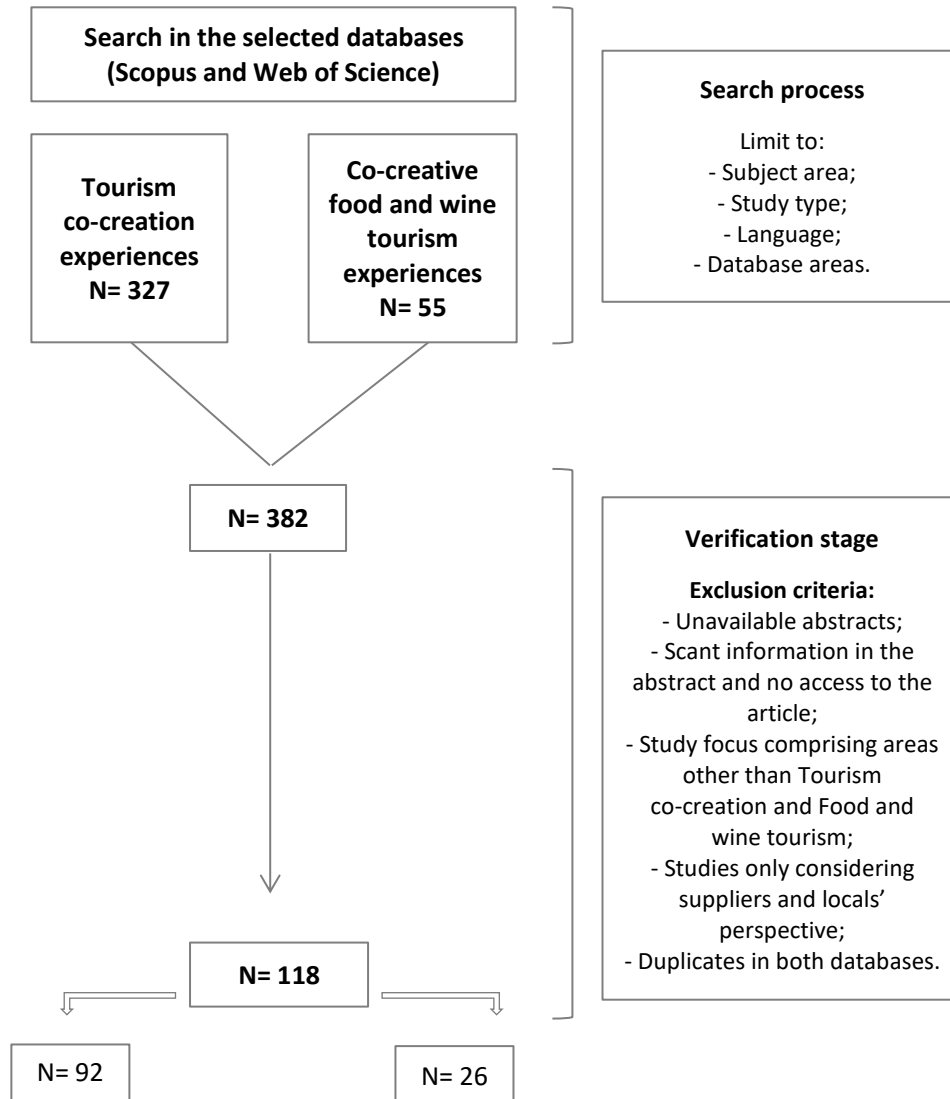 Search in the selected databases
(Scopus and Web of Science)
Tourism
co-creation
experiences
N= 327
Co-creative
food and wine
tourism
experiences
N= 55
Search process
Limit to:
- Subject area;
- Study type;
- Language;
- Database areas.
N= 382
Verification stage
Exclusion criteria:
- Unavailable abstracts;
- Scant information in the
abstract and no access to the
article;
- Study focus comprising areas
other than Tourism
co-creation and Food and
wine tourism;
- Studies only considering
suppliers and locals’
perspective;
- Duplicates in both databases.
N= 118
N= 92
N= 26